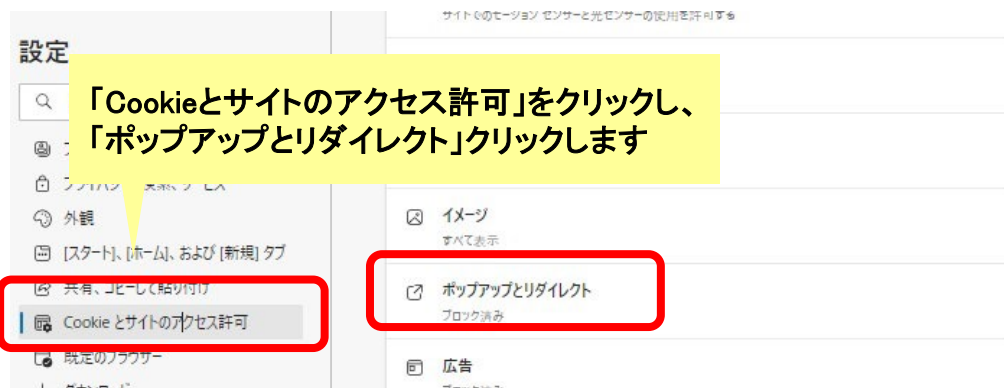 サイトでのモーション センサーと光センサーの使用を許可する
設定
「Cookieとサイトのアクセス許可」をクリックし、
「ポップアップとリダイレクト」クリックします
外観
[スタート]、[ホーム]、および [新規] タブ
共有、コピーして貼り付け
Cookie とサイトのアクセス許可
既定のブラウザー
イメージ
すべて表示
ポップアップとリダイレクト
ブロック済み
広告